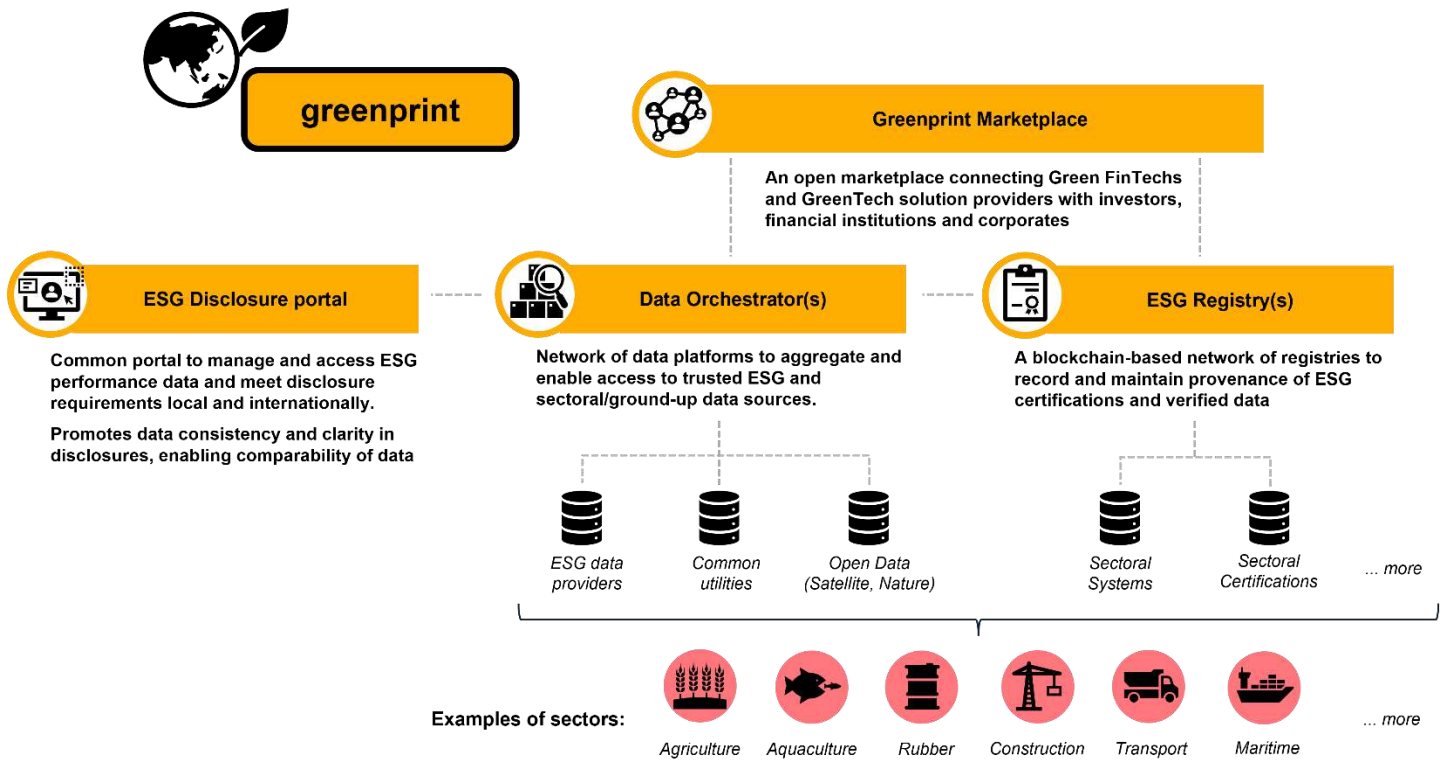 greenprint
Greenprint Marketplace
An open marketplace connecting Green FinTechs
and GreenTech solution providers with investors,
financial institutions and corporates
ESG Disclosure portal
Common portal to manage and access ESG
performance data and meet disclosure
requirements local and internationally.
Promotes data consistency and clarity in
disclosures, enabling comparability of data
Data Orchestrator(s)
Network of data platforms to aggregate and
enable access to trusted ESG and
sectoral/ground-up data sources.
ESG Registry(s)
A blockchain-based network of registries to
record and maintain provenance of ESG
certifications and verified data
ESG data
providers
Common
utilities
Open Data
(Satellite, Nature)
Sectoral
Systems
Sectoral
Certifications
... more
Examples of sectors:
Agriculture
Aquaculture
Rubber
Construction
Transport
Maritime
... more